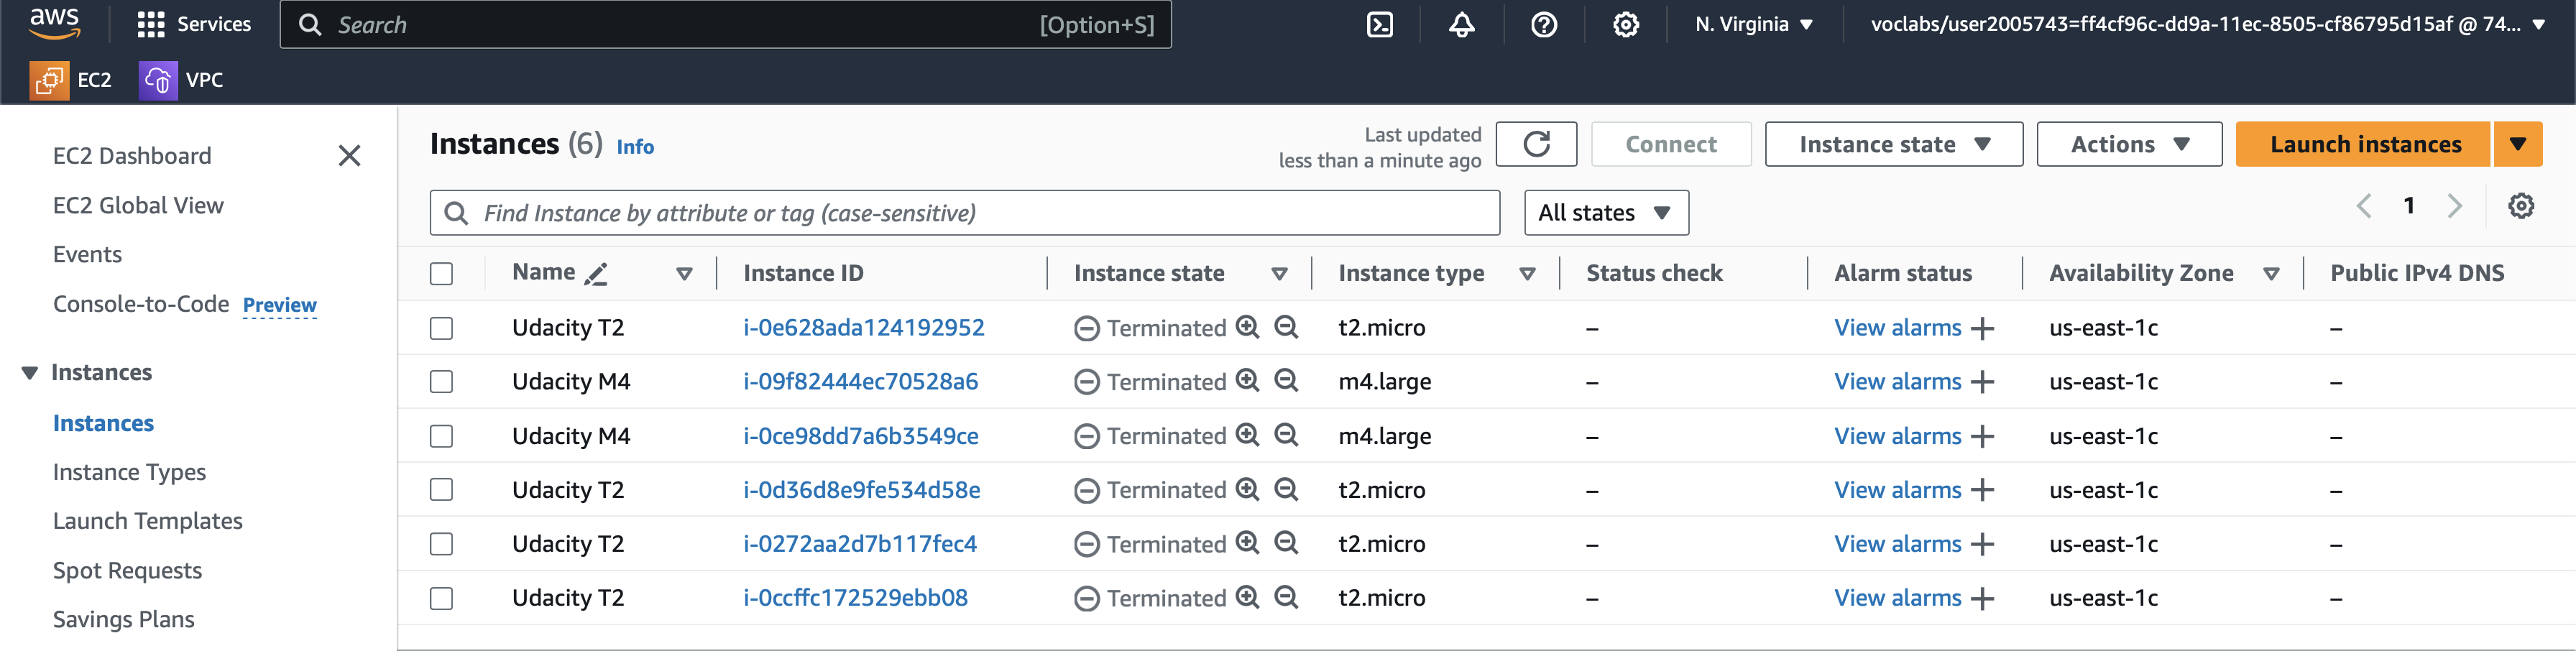 aws
Services
Search [Option+S]
N. Virginia
voclabs/user2005743=ff4cf96c-dd9a-11ec-8505-cf86795d15af @ 74...
EC2 VPC
EC2 Dashboard
EC2 Global View
Events
Console-to-Code Preview
Instances
Instances
Instance Types
Launch Templates
Spot Requests
Savings Plans
Instances (6) Info
Last updated
less than a minute ago
Connect
Instance state
Actions
Launch instances
Find Instance by attribute or tag (case-sensitive)
All states
1
Name Instance ID Instance state Instance type Status check Alarm status Availability Zone Public IPv4 DNS
Udacity T2 i-0e628ada124192952 Terminated t2.micro – View alarms + us-east-1c –
Udacity M4 i-09f82444ec70528a6 Terminated m4.large – View alarms + us-east-1c –
Udacity M4 i-0ce98dd7a6b3549ce Terminated m4.large – View alarms + us-east-1c –
Udacity T2 i-0d36d8e9fe534d58e Terminated t2.micro – View alarms + us-east-1c –
Udacity T2 i-0272aa2d7b117fec4 Terminated t2.micro – View alarms + us-east-1c –
Udacity T2 i-0ccffc172529ebb08 Terminated t2.micro – View alarms + us-east-1c –